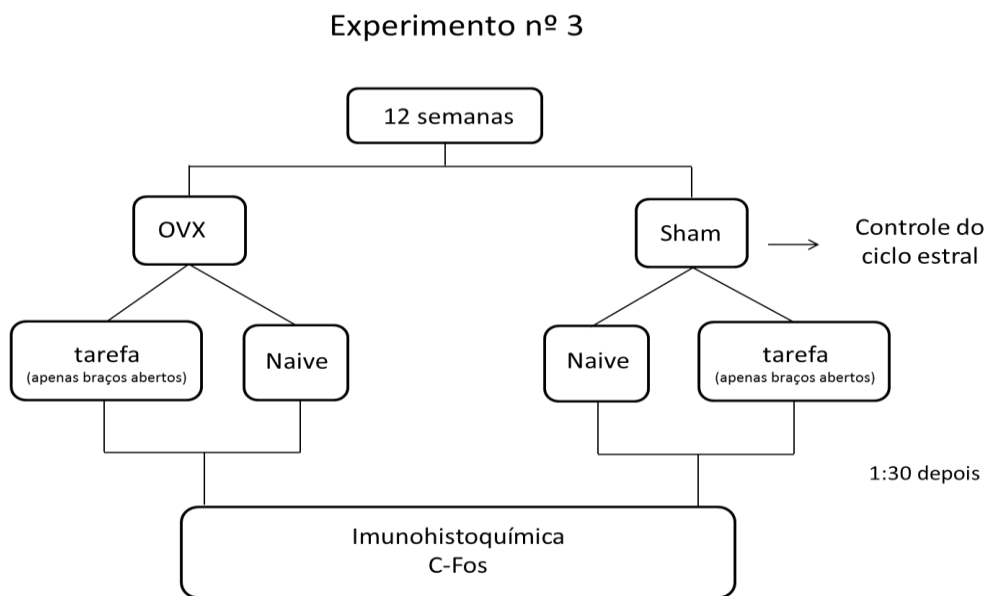 Experimento nº 3
12 semanas
OVX
Sham
Controle do
ciclo estral
tarefa
(apenas braços abertos)
Naive
Naive
tarefa
(apenas braços abertos)
1:30 depois
Imunohistoquímica
C-Fos